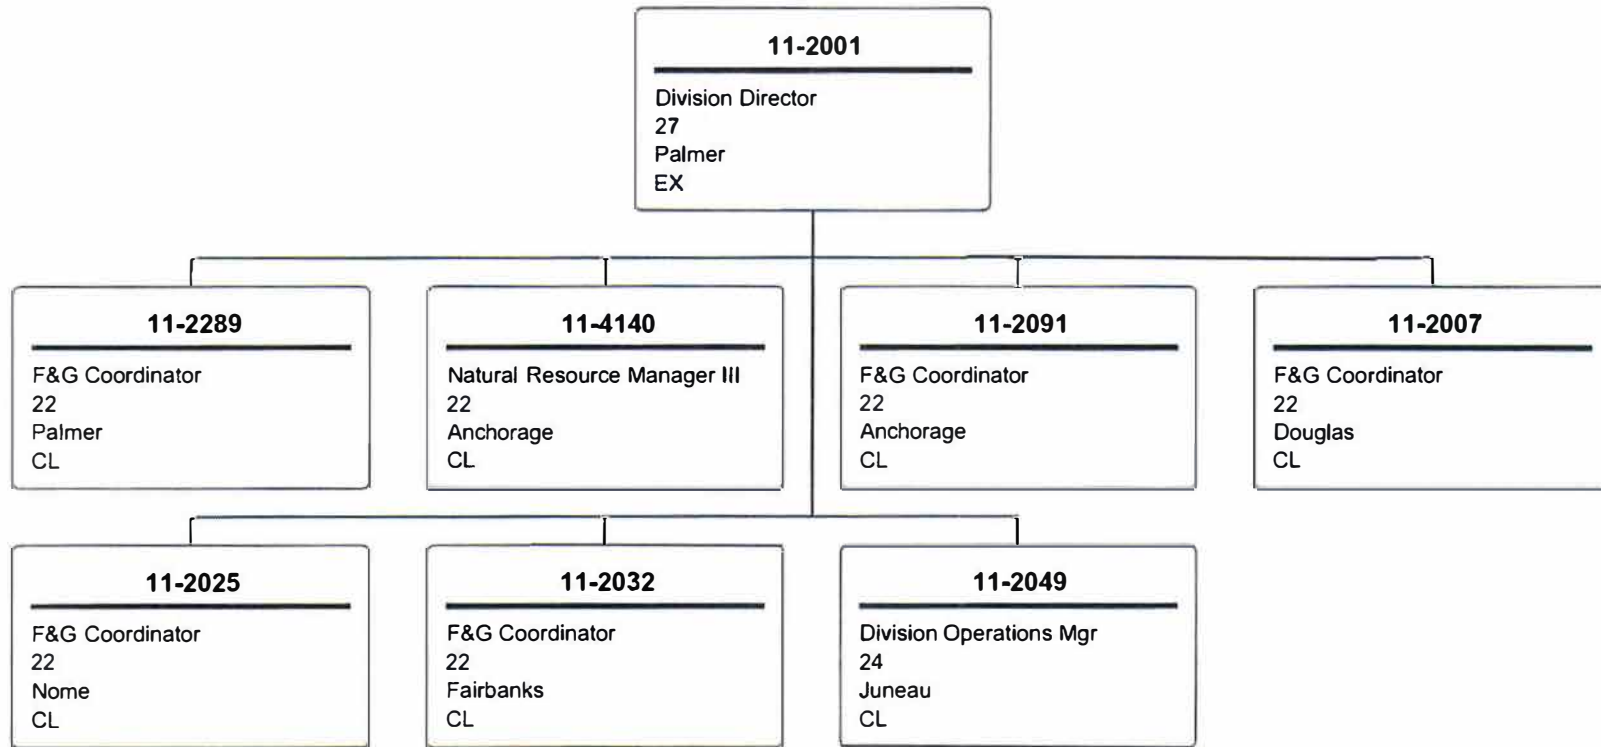 11-2001
Division Director
27
Palmer
EX
11-2289
F&G Coordinator
22
Palmer
CL
11-4140
Natural Resource Manager III
22
Anchorage
CL
11-2091
F&G Coordinator
22
Anchorage
CL
11-2007
F&G Coordinator
22
Douglas
CL
11-2025
F&G Coordinator
22
Nome
CL
11-2032
F&G Coordinator
22
Fairbanks
CL
11-2049
Division Operations Mgr
24
Juneau
CL